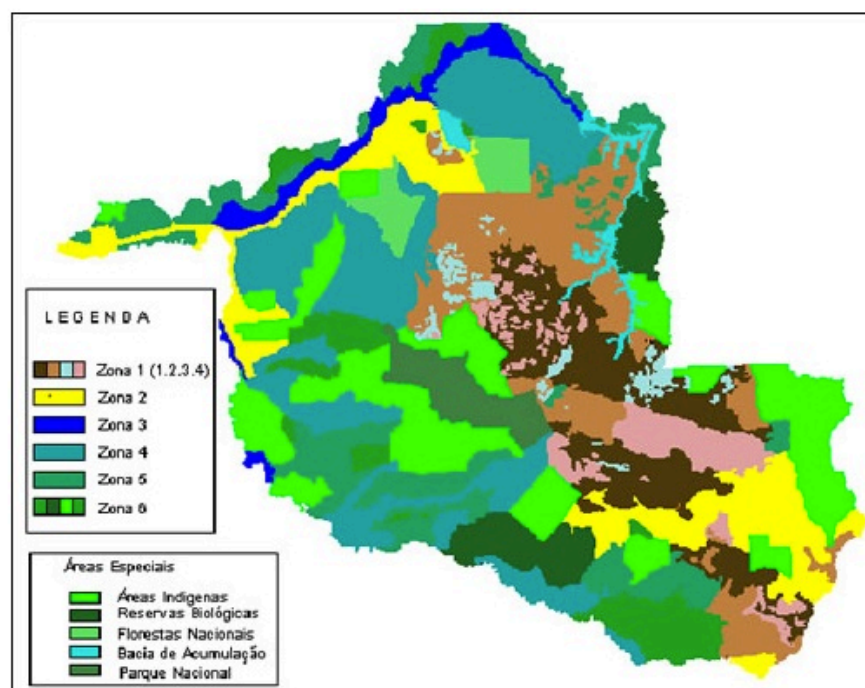 LEGENDA
Zona 1 (1.2.3.4)
Zona 2
Zona 3
Zona 4
Zona 5
Zona 6
Áreas Especiais
Áreas Indígenas
Reservas Biológicas
Florestas Nacionais
Bacia de Acumulação
Parque Nacional